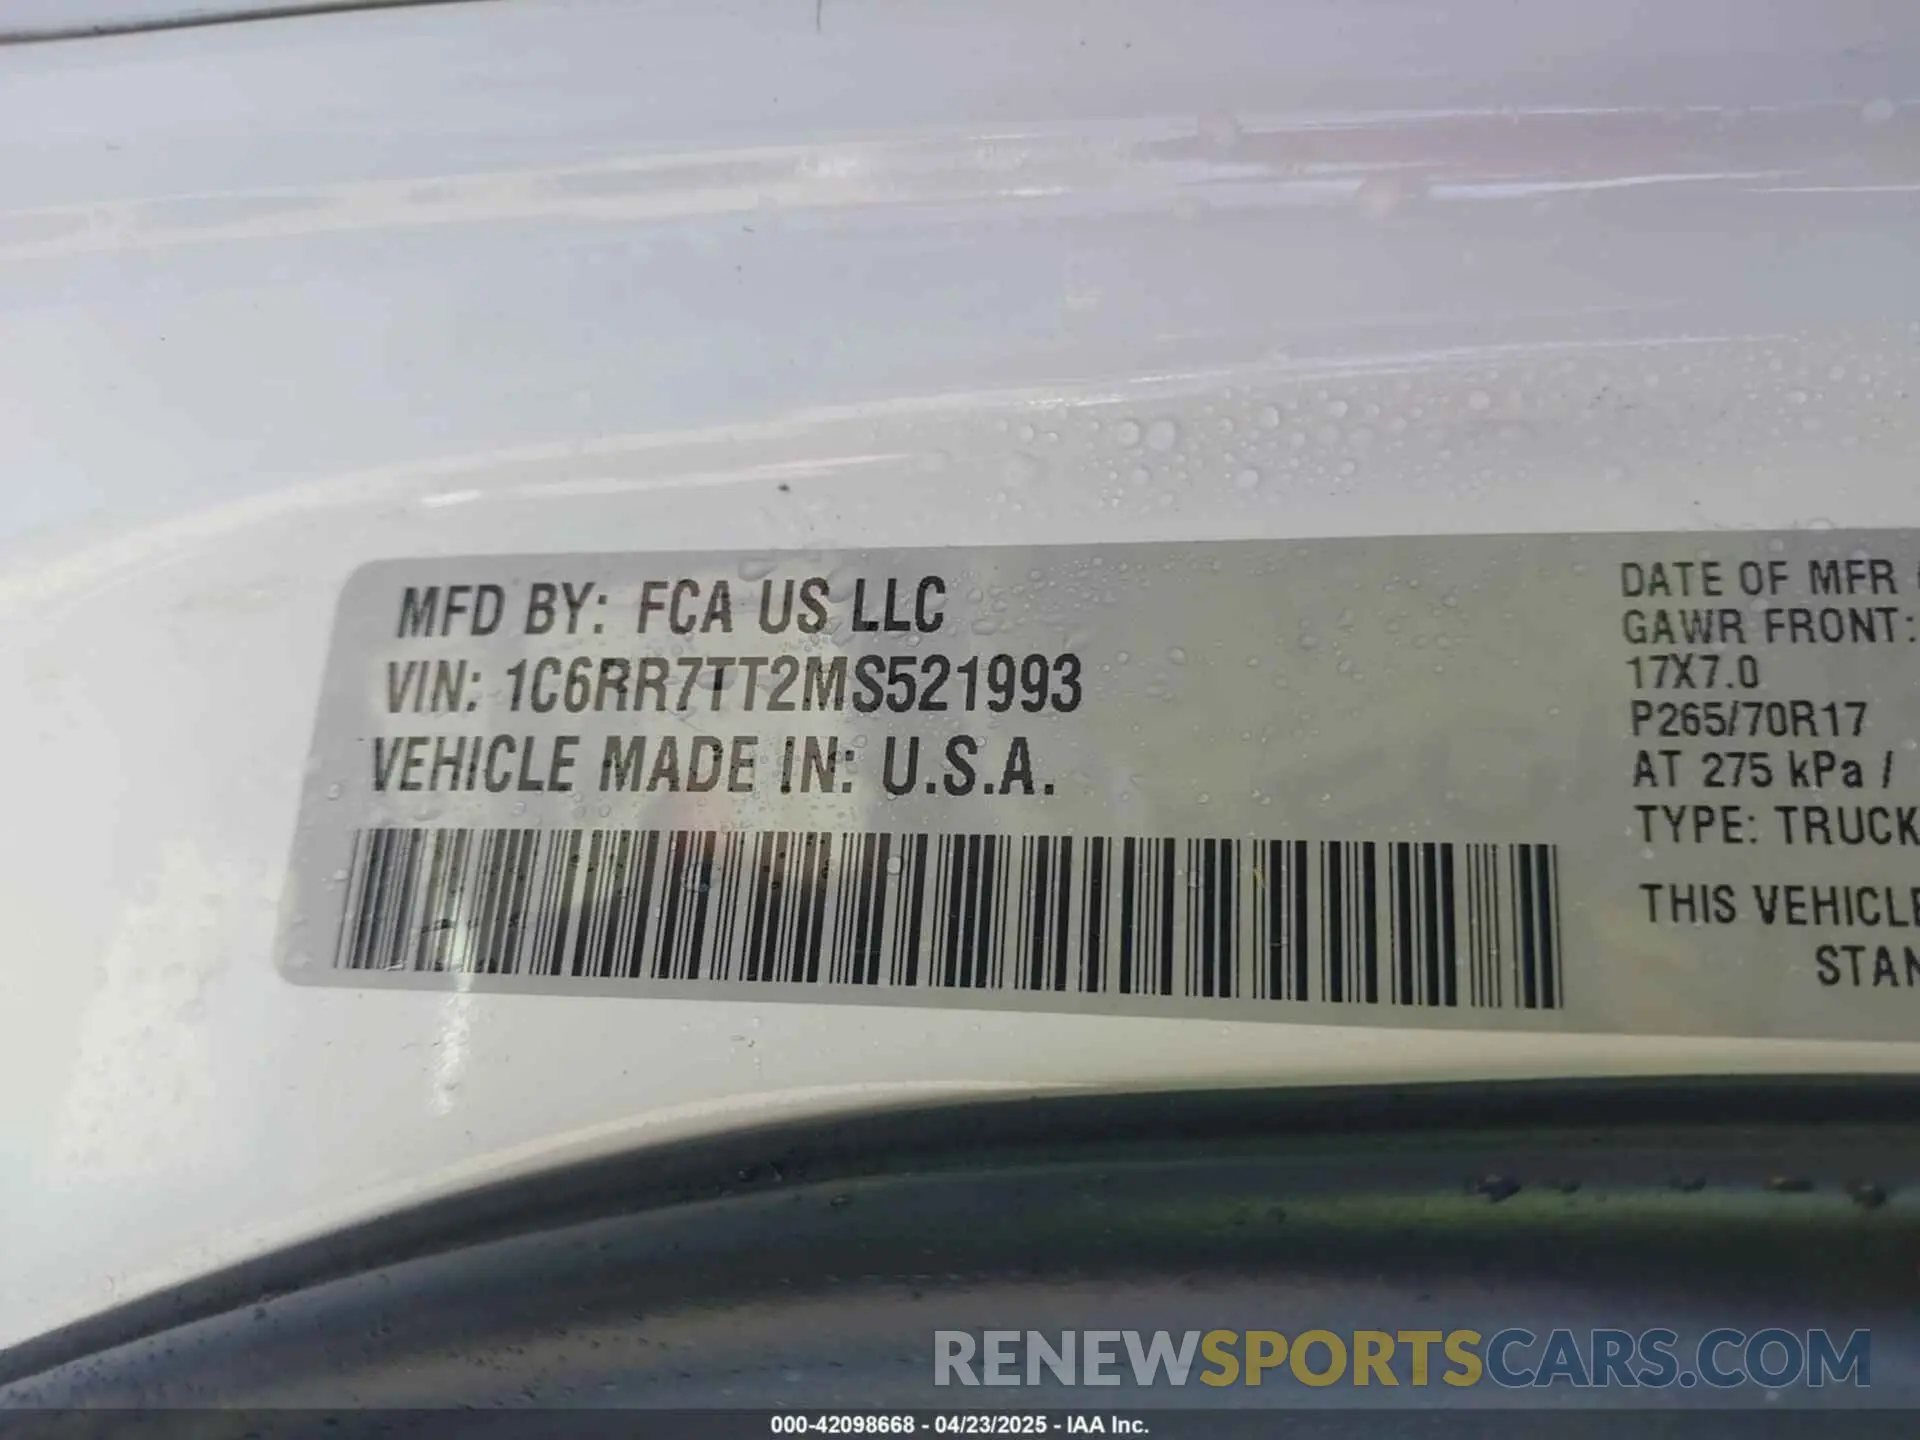 MFD BY: FCA US LLC
VIN: 1C6RR7TT2MS521993
VEHICLE MADE IN: U.S.A.
DATE OF MFR
GAWR FRONT:
17X7.0
P265/70R17
AT 275 kPa /
TYPE: TRUCK
THIS VEHICLE
STAN
RENEWSPORTSCARS.COM
000-42098668 - 04/23/2025 - IAA Inc.